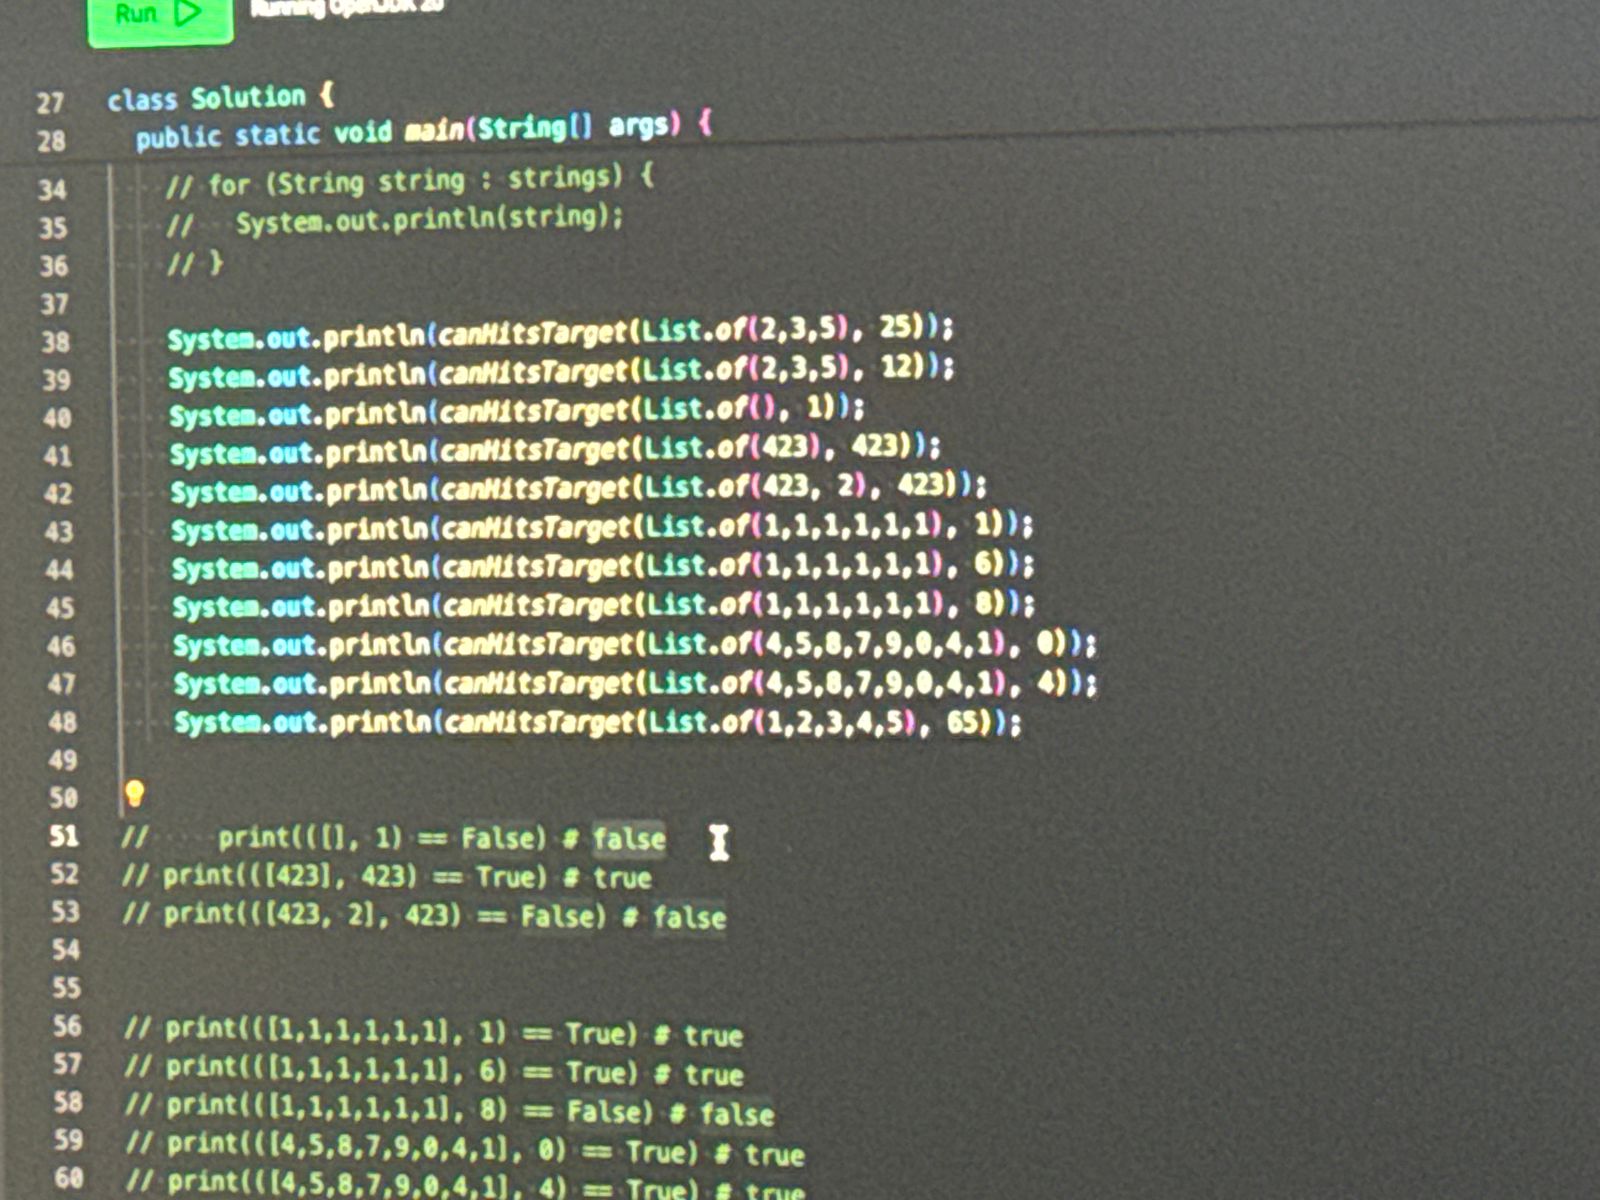 Run
Running OpenJDK 20
27 class Solution {
28 public static void main(String[] args) {
34 // for (String string : strings) {
35 // System.out.println(string);
36 // }
37
38 System.out.println(canHitsTarget(List.of(2,3,5), 25));
39 System.out.println(canHitsTarget(List.of(2,3,5), 12));
40 System.out.println(canHitsTarget(List.of(), 1));
41 System.out.println(canHitsTarget(List.of(423), 423));
42 System.out.println(canHitsTarget(List.of(423, 2), 423));
43 System.out.println(canHitsTarget(List.of(1,1,1,1,1,1), 1));
44 System.out.println(canHitsTarget(List.of(1,1,1,1,1,1), 6));
45 System.out.println(canHitsTarget(List.of(1,1,1,1,1,1), 8));
46 System.out.println(canHitsTarget(List.of(4,5,8,7,9,0,4,1), 0));
47 System.out.println(canHitsTarget(List.of(4,5,8,7,9,0,4,1), 4));
48 System.out.println(canHitsTarget(List.of(1,2,3,4,5), 65));
49
50
51 // print(([], 1) == False) # false
52 // print(([423], 423) == True) # true
53 // print(([423, 2], 423) == False) # false
54
55
56 // print(([1,1,1,1,1,1], 1) == True) # true
57 // print(([1,1,1,1,1,1], 6) == True) # true
58 // print(([1,1,1,1,1,1], 8) == False) # false
59 // print(([4,5,8,7,9,0,4,1], 0) == True) # true
60 // print(([4,5,8,7,9,0,4,1], 4) == True) # true